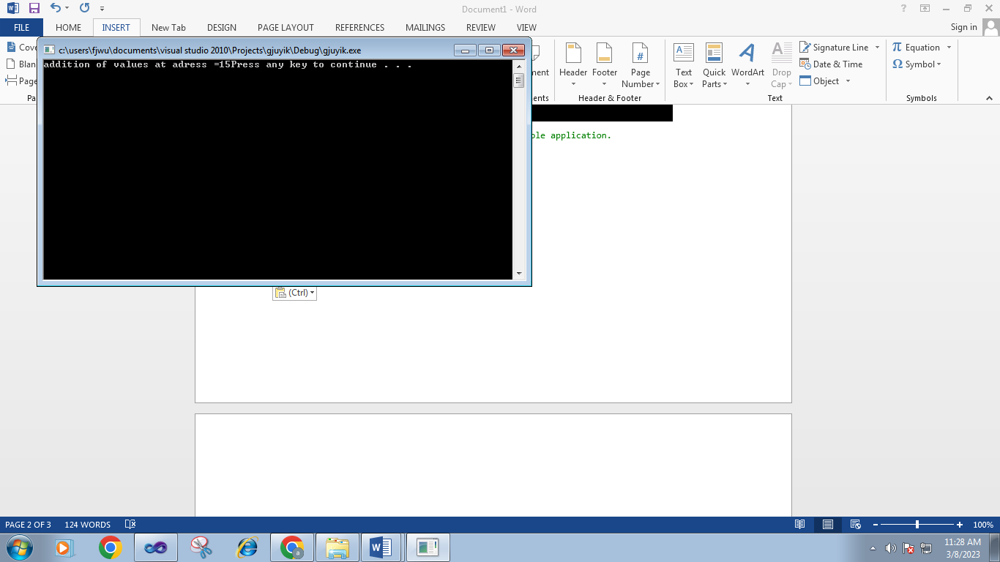 Document1 - Word
FILE HOME INSERT New Tab DESIGN PAGE LAYOUT REFERENCES MAILINGS REVIEW VIEW Sign in
c:\users\fjwu\documents\visual studio 2010\Projects\gjuyik\Debug\gjuyik.exe
addition of values at adress =15Press any key to continue . . .
Cove
Blan
Page
Pa
nent
nents
Header
Footer
Page
Number
Header & Footer
Text
Box
Quick
Parts
WordArt
Drop
Cap
Signature Line
Date & Time
Object
Text
Equation
Symbol
Symbols
ble application.
(Ctrl)
PAGE 2 OF 3 124 WORDS 100%
11:28 AM
3/8/2023